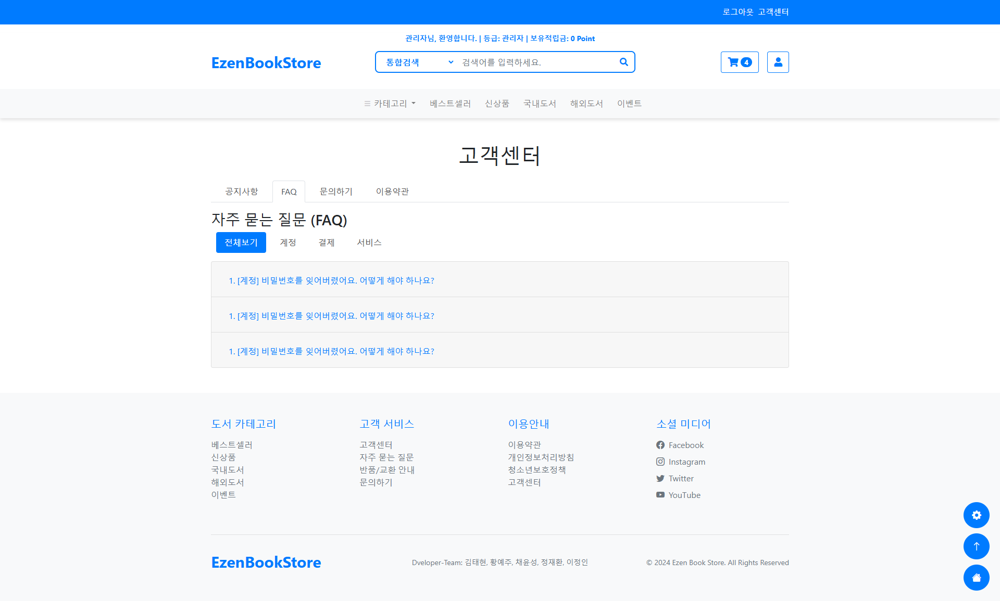 로그아웃 고객센터
관리자님, 환영합니다. | 등급: 관리자 | 보유적립금: 0 Point
EzenBookStore
통합검색 검색어를 입력하세요.
4
카테고리 베스트셀러 신상품 국내도서 해외도서 이벤트
고객센터
공지사항 FAQ 문의하기 이용약관
자주 묻는 질문 (FAQ)
전체보기 계정 결제 서비스
1. [계정] 비밀번호를 잊어버렸어요. 어떻게 해야 하나요?
1. [계정] 비밀번호를 잊어버렸어요. 어떻게 해야 하나요?
1. [계정] 비밀번호를 잊어버렸어요. 어떻게 해야 하나요?
도서 카테고리
베스트셀러
신상품
국내도서
해외도서
이벤트
고객 서비스
고객센터
자주 묻는 질문
반품/교환 안내
문의하기
이용안내
이용약관
개인정보처리방침
청소년보호정책
고객센터
소셜 미디어
Facebook
Instagram
Twitter
YouTube
EzenBookStore
Dveloper-Team: 김태현, 황예주, 채윤성, 정재환, 이정인
© 2024 Ezen Book Store. All Rights Reserved